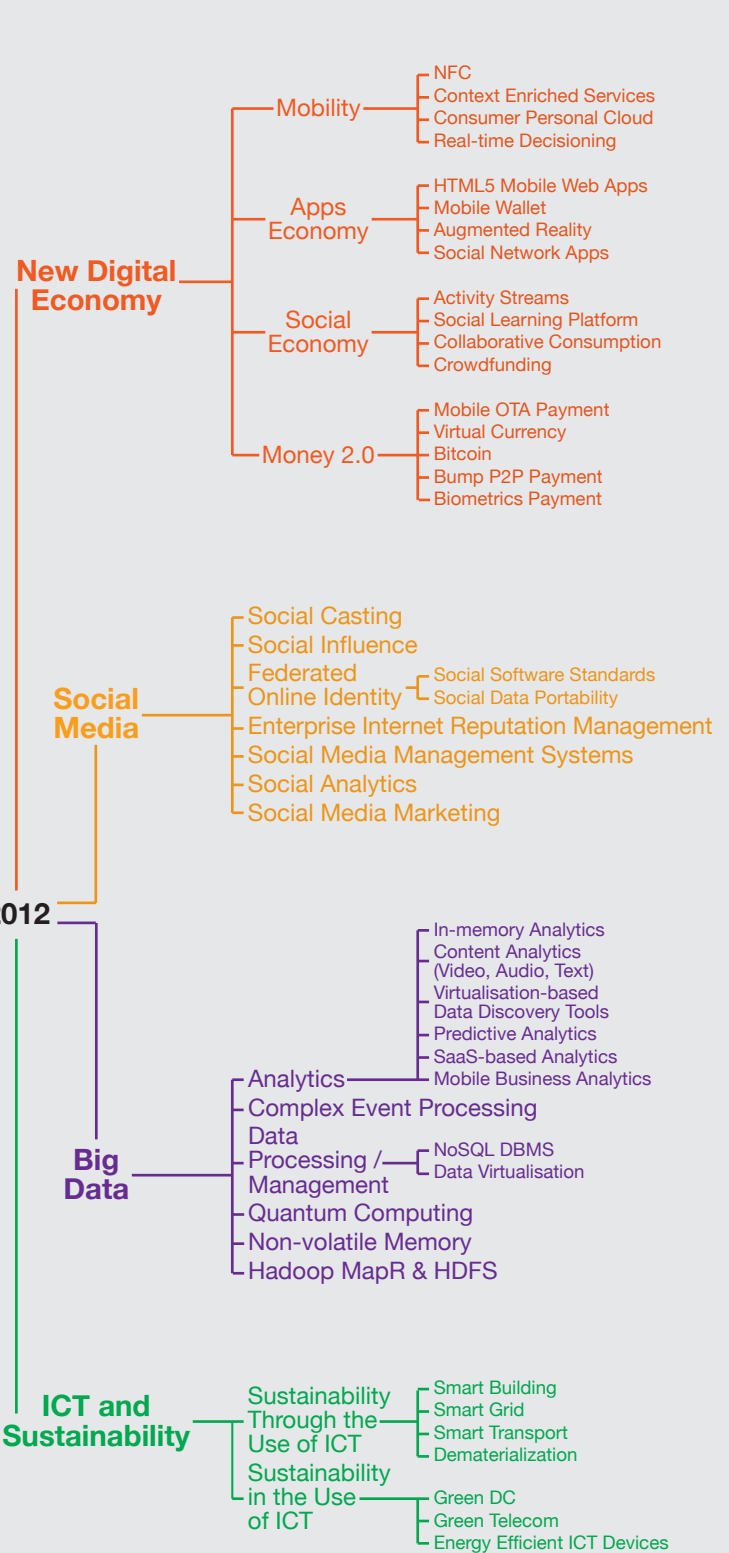 NFC
Context Enriched Services
Mobility
Consumer Personal Cloud
Real-time Decisioning
HTML5 Mobile Web Apps
Apps
Economy
Mobile Wallet
Augmented Reality
Social Network Apps
New Digital
Economy
Activity Streams
Social
Economy
Social Learning Platform
Collaborative Consumption
Crowdfunding
Mobile OTA Payment
Virtual Currency
Money 2.0
Bitcoin
Bump P2P Payment
Biometrics Payment
Social Casting
Social Influence
Federated
Online Identity
Social Software Standards
Social Data Portability
Social
Media
Enterprise Internet Reputation Management
Social Media Management Systems
Social Analytics
Social Media Marketing
012
In-memory Analytics
Content Analytics
(Video, Audio, Text)
Virtualisation-based
Data Discovery Tools
Predictive Analytics
SaaS-based Analytics
Analytics
Mobile Business Analytics
Complex Event Processing
Data
Processing /
Management
NoSQL DBMS
Data Virtualisation
Big
Data
Quantum Computing
Non-volatile Memory
Hadoop MapR & HDFS
ICT and
Sustainability
Sustainability
Through the
Use of ICT
Smart Building
Smart Grid
Smart Transport
Dematerialization
Sustainability
in the Use
of ICT
Green DC
Green Telecom
Energy Efficient ICT Devices